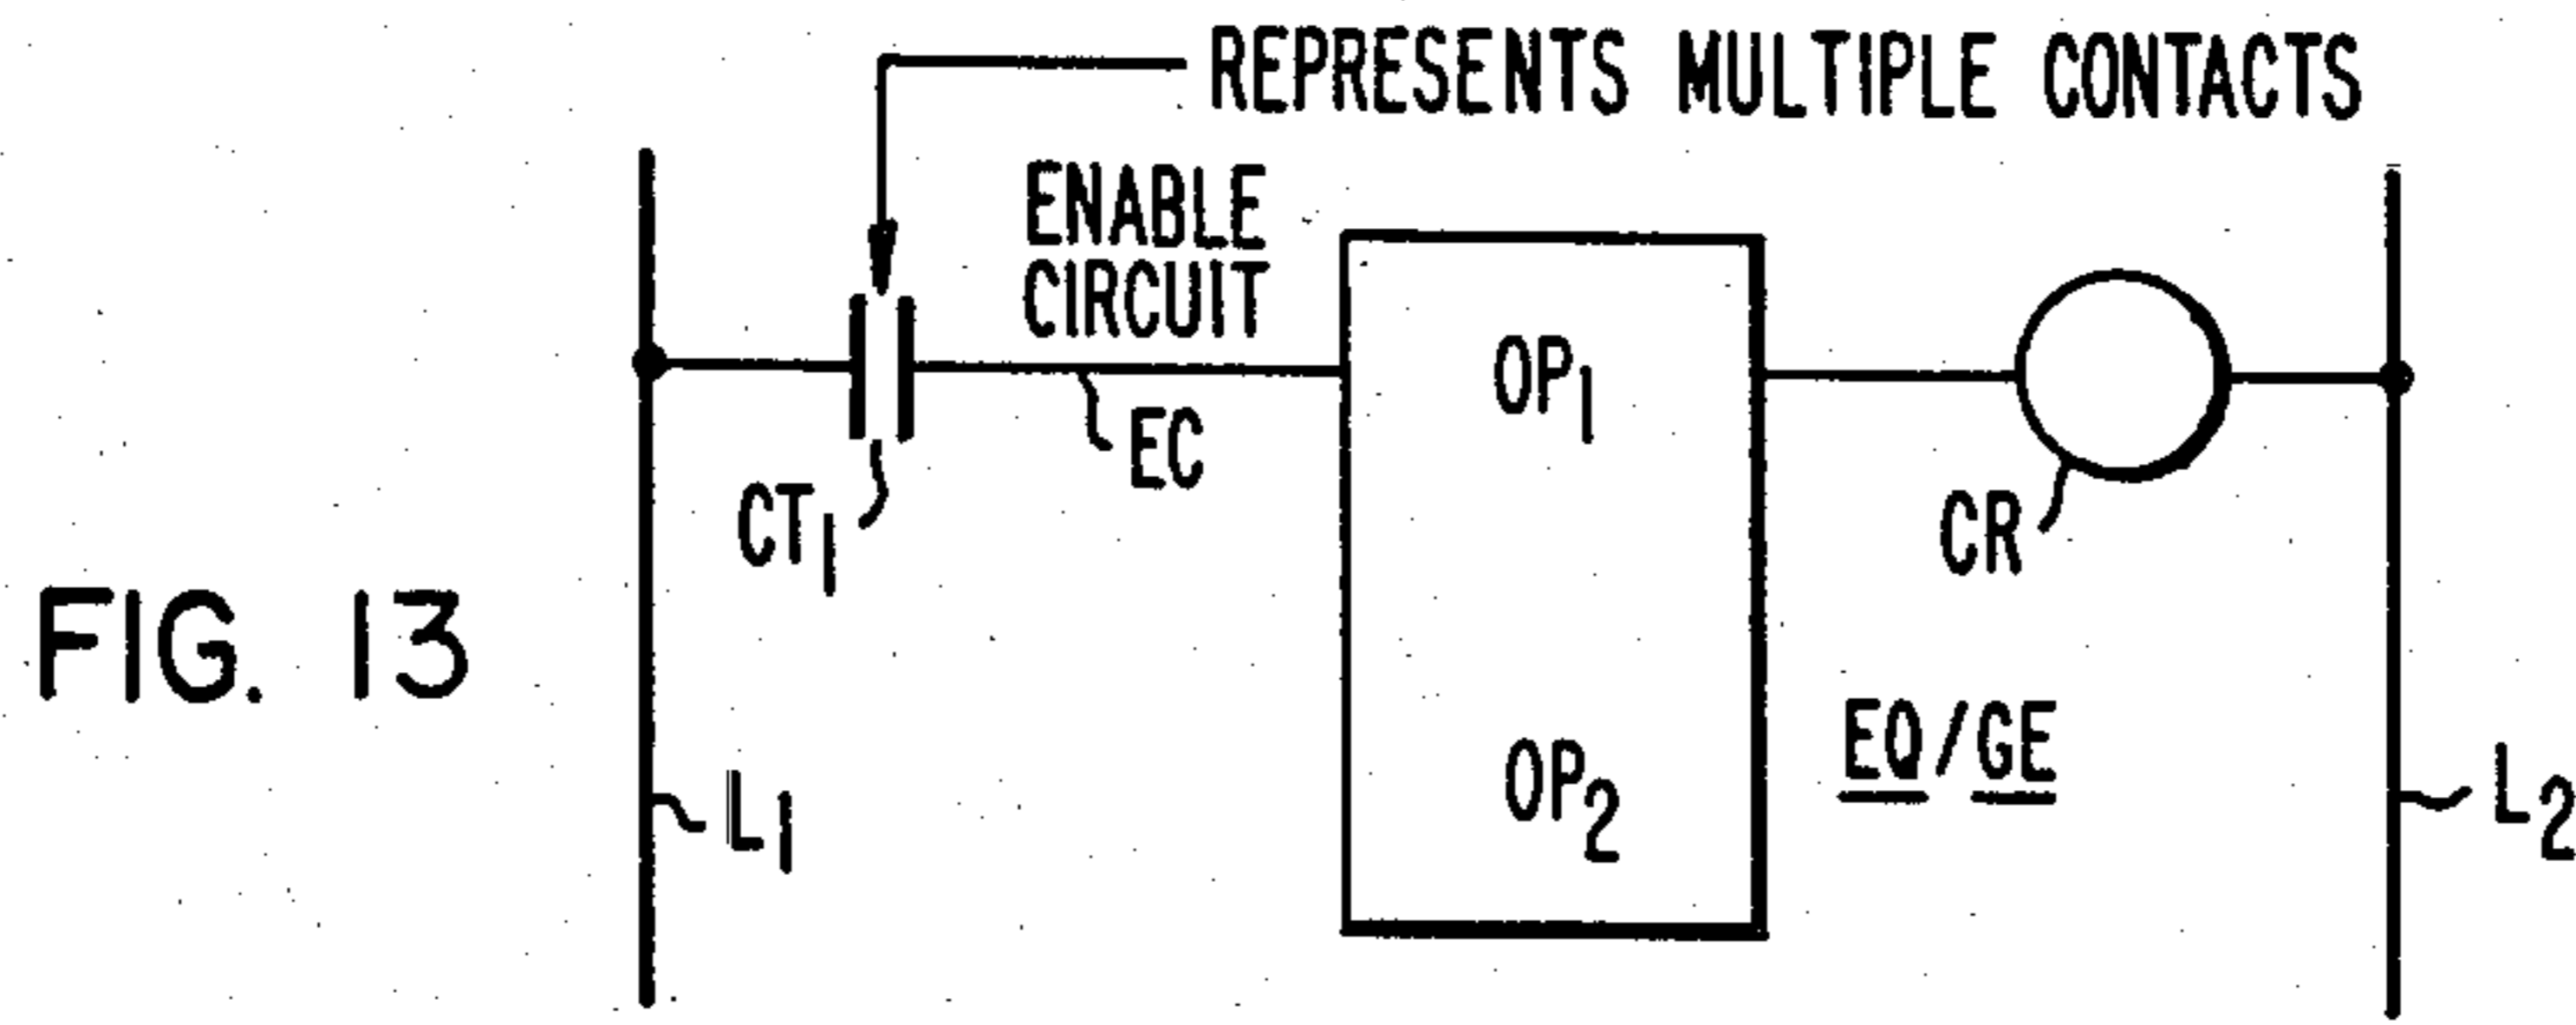 REPRESENTS MULTIPLE CONTACTS
ENABLE
CIRCUIT
OP1
EC
CT1
CR
FIG. 13
EQ/GE
OP2
L1
L2